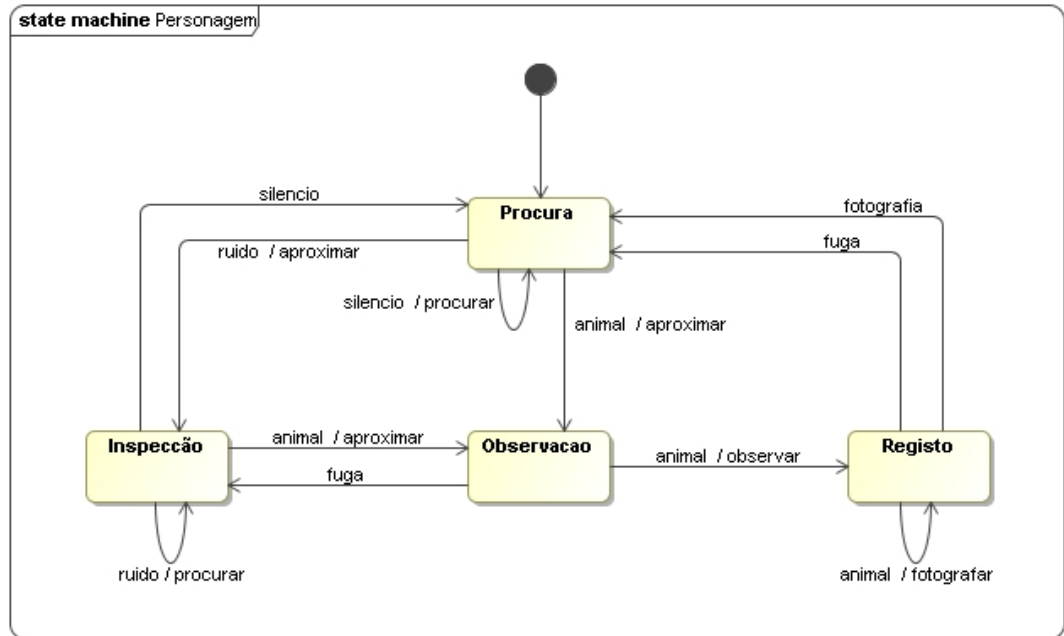 state machine Personagem
silencio
Procura
fotografia
ruido / aproximar
fuga
silencio / procurar
animal / aproximar
Inspecção
animal / aproximar
Observacao
animal / observar
Registo
fuga
ruido / procurar
animal / fotografar